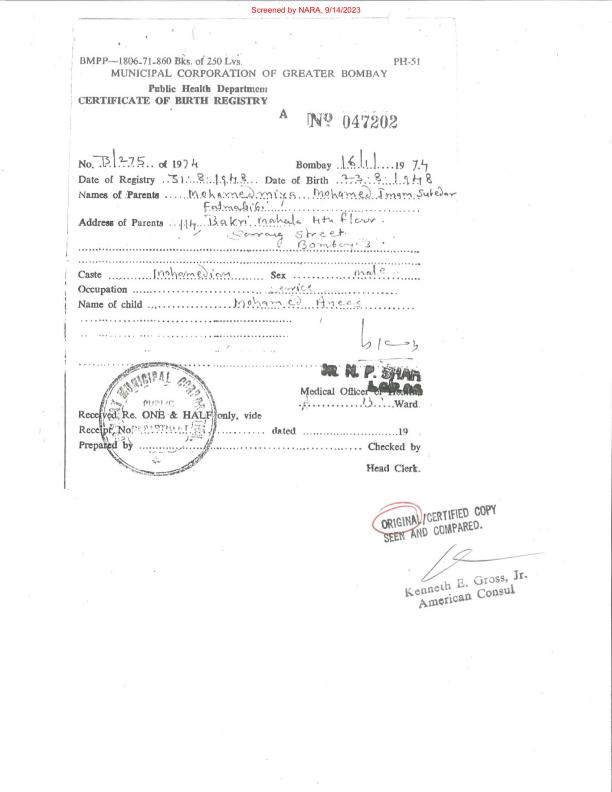 Screened by NARA, 9/14/2023
BMPP—1806-71-860 Bks. of 250 Lvs. PH-51
MUNICIPAL CORPORATION OF GREATER BOMBAY
Public Health Department
CERTIFICATE OF BIRTH REGISTRY
A No 047202
No. B/275 of 1974 Bombay 16/1/ 1974
Date of Registry 31.8.1948 Date of Birth 23.8.1948
Names of Parents Mohamedmiya Mohamed Imam Subedar
Fatmabibi
Address of Parents 114 Bakri Mahala 4th floor.
Sarang Street
Bombay 3
Caste Mohamedian Sex male
Occupation Service
Name of child Mohamed Anees
DR N. P. SHAH
Medical Officer of Health
B Ward.
MUNICIPAL CORPORATION
PUBLIC
DEPARTMENT
Received Re. ONE & HALF only, vide
Receipt No. dated 19
Prepared by Checked by
Head Clerk.
ORIGINAL/CERTIFIED COPY
SEEN AND COMPARED.
Kenneth E. Gross, Jr.
American Consul